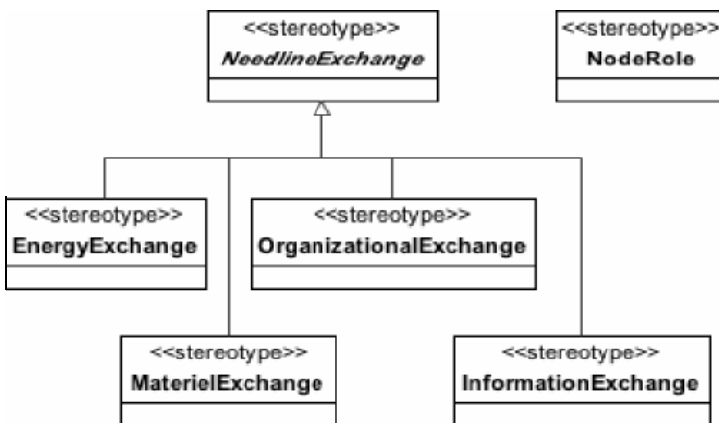 <<stereotype>>
NeedlineExchange
<<stereotype>>
NodeRole
<<stereotype>>
EnergyExchange
<<stereotype>>
OrganizationalExchange
<<stereotype>>
MaterielExchange
<<stereotype>>
InformationExchange